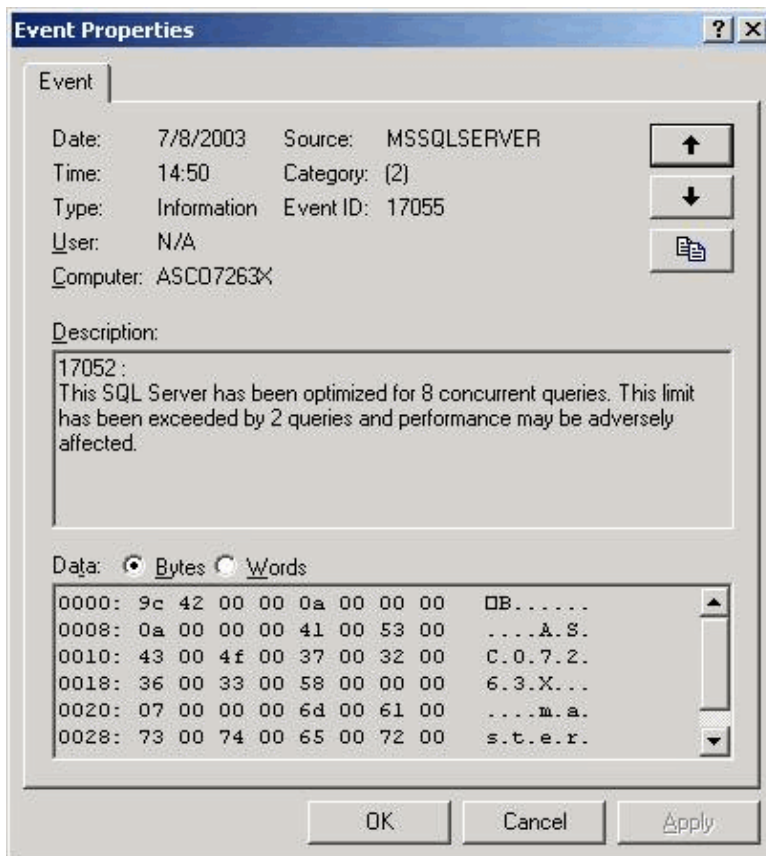 Event Properties
Event
Date: 7/8/2003 Source: MSSQLSERVER
Time: 14:50 Category: (2)
Type: Information Event ID: 17055
User: N/A
Computer: ASCO7263X
Description:
17052 :
This SQL Server has been optimized for 8 concurrent queries. This limit
has been exceeded by 2 queries and performance may be adversely
affected.
Data: Bytes Words
0000: 9c 42 00 00 0a 00 00 00 □B......
0008: 0a 00 00 00 41 00 53 00 ....A.S.
0010: 43 00 4f 00 37 00 32 00 C.O.7.2.
0018: 36 00 33 00 58 00 00 00 6.3.X...
0020: 07 00 00 00 6d 00 61 00 ....m.a.
0028: 73 00 74 00 65 00 72 00 s.t.e.r.
OK Cancel Apply